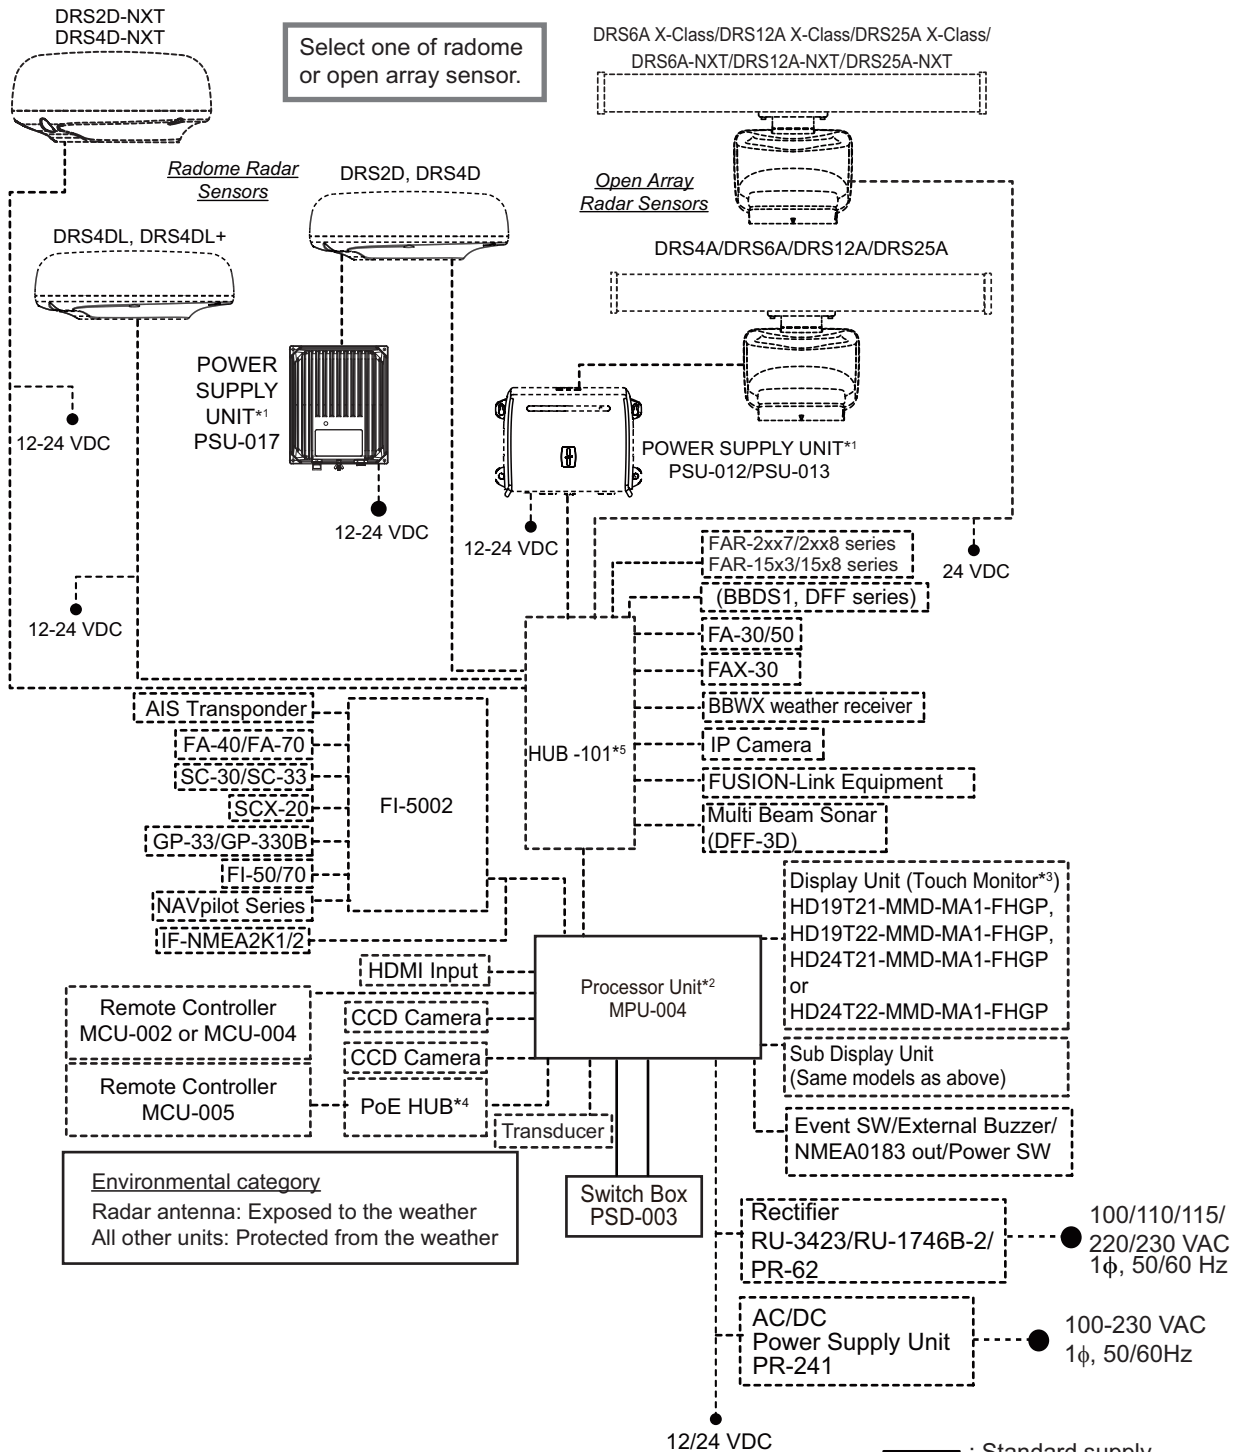 DRS2D-NXT
DRS4D-NXT
Select one of radome
or open array sensor.
DRS6A X-Class/DRS12A X-Class/DRS25A X-Class/
DRS6A-NXT/DRS12A-NXT/DRS25A-NXT
Radome Radar
Sensors
DRS2D, DRS4D
Open Array
Radar Sensors
DRS4DL, DRS4DL+
DRS4A/DRS6A/DRS12A/DRS25A
POWER
SUPPLY
UNIT*1
PSU-017
12-24 VDC
POWER SUPPLY UNIT*1
PSU-012/PSU-013
12-24 VDC
12-24 VDC
24 VDC
12-24 VDC
FAR-2xx7/2xx8 series
FAR-15x3/15x8 series
(BBDS1, DFF series)
FA-30/50
FAX-30
BBWX weather receiver
IP Camera
FUSION-Link Equipment
Multi Beam Sonar
(DFF-3D)
HUB -101*5
AIS Transponder
FA-40/FA-70
SC-30/SC-33
SCX-20
GP-33/GP-330B
FI-50/70
NAVpilot Series
IF-NMEA2K1/2
FI-5002
Display Unit (Touch Monitor*3)
HD19T21-MMD-MA1-FHGP,
HD19T22-MMD-MA1-FHGP,
HD24T21-MMD-MA1-FHGP
or
HD24T22-MMD-MA1-FHGP
HDMI Input
Processor Unit*2
MPU-004
Remote Controller
MCU-002 or MCU-004
CCD Camera
CCD Camera
Sub Display Unit
(Same models as above)
Remote Controller
MCU-005
PoE HUB*4
Transducer
Event SW/External Buzzer/
NMEA0183 out/Power SW
Environmental category
Radar antenna: Exposed to the weather
All other units: Protected from the weather
Switch Box
PSD-003
Rectifier
RU-3423/RU-1746B-2/
PR-62
100/110/115/
220/230 VAC
1ϕ, 50/60 Hz
AC/DC
Power Supply Unit
PR-241
100-230 VAC
1ϕ, 50/60Hz
12/24 VDC
: Standard supply